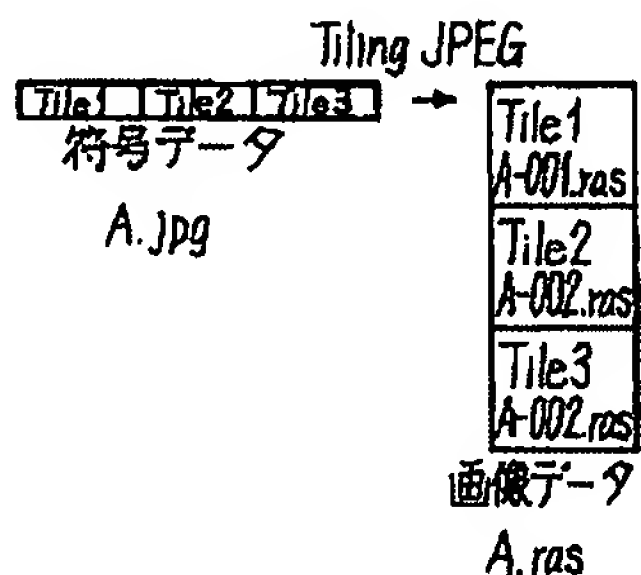 Tiling JPEG
Tile1 Tile2 Tile3
符号データ
A.jpg
Tile1
A-001.ras
Tile2
A-002.ras
Tile3
A-002.ras
画像データ
A.ras